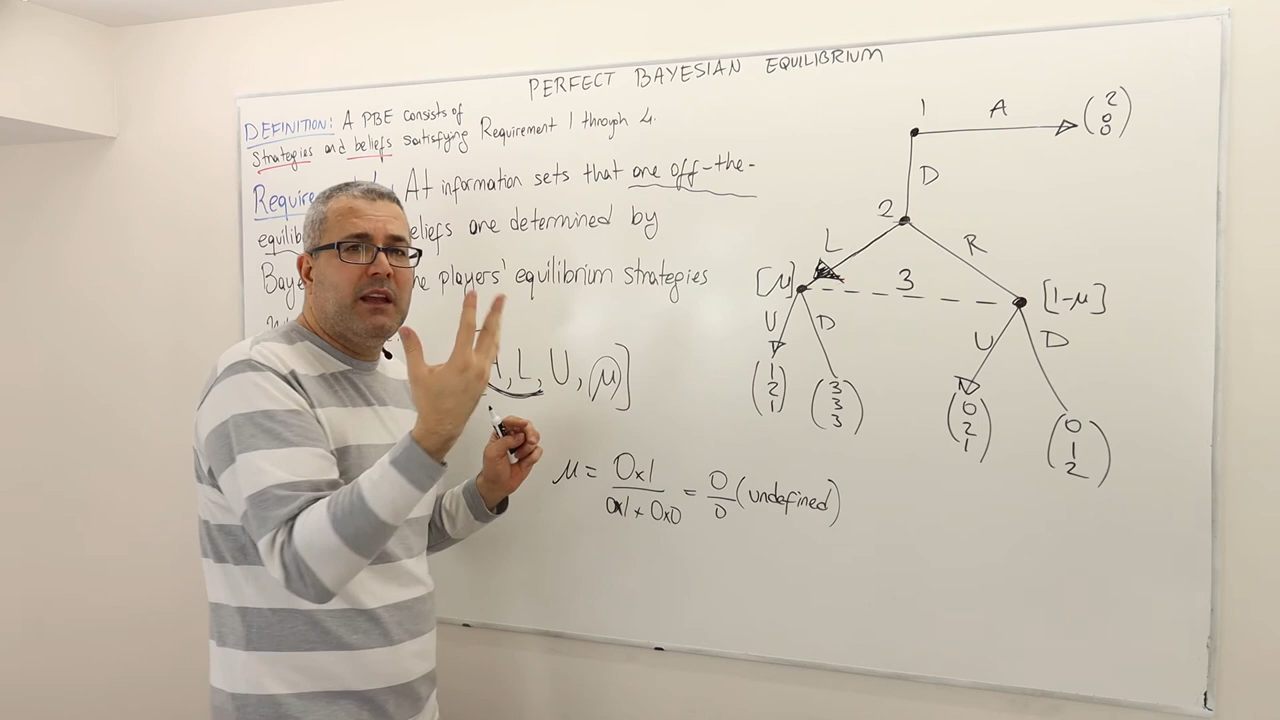 PERFECT BAYESIAN EQUILIBRIUM
DEFINITION: A PBE consists of
strategies and beliefs satisfying Requirement 1 through 4.
At information sets that are off-the-
are determined by
players' equilibrium strategies
L, U, μ]
μ = 0x1 / 0x1 + 0x0 = 0/0 (undefined)
1 A (2 0 0)
D
2
L R
[μ] 3 [1-μ]
U D U D
(1 2 1) (3 3 3) (0 2 1) (0 1 2)